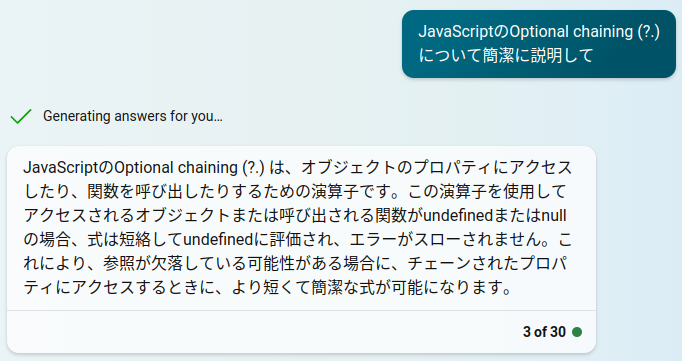 JavaScriptのOptional chaining (?.)
について簡潔に説明して
Generating answers for you…
JavaScriptのOptional chaining (?.) は、オブジェクトのプロパティにアクセス
したり、関数を呼び出したりするための演算子です。この演算子を使用して
アクセスされるオブジェクトまたは呼び出される関数がundefinedまたはnull
の場合、式は短絡してundefinedに評価され、エラーがスローされません。こ
れにより、参照が欠落している可能性がある場合に、チェーンされたプロパ
ティにアクセスするときに、より短くて簡潔な式が可能になります。
3 of 30